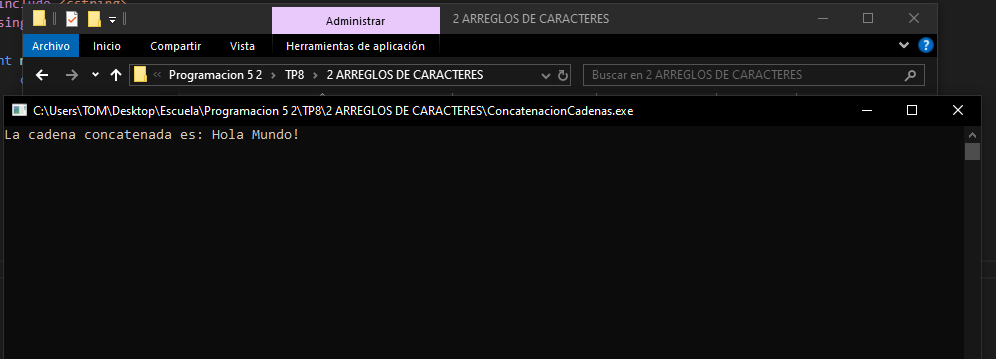 include <cstring>
Administrar
2 ARREGLOS DE CARACTERES
Archivo Inicio Compartir Vista Herramientas de aplicación
Programacion 5 2 TP8 2 ARREGLOS DE CARACTERES
Buscar en 2 ARREGLOS DE CARACTERES
C:\Users\TOM\Desktop\Escuela\Programacion 5 2\TP8\2 ARREGLOS DE CARACTERES\ConcatenacionCadenas.exe
La cadena concatenada es: Hola Mundo!